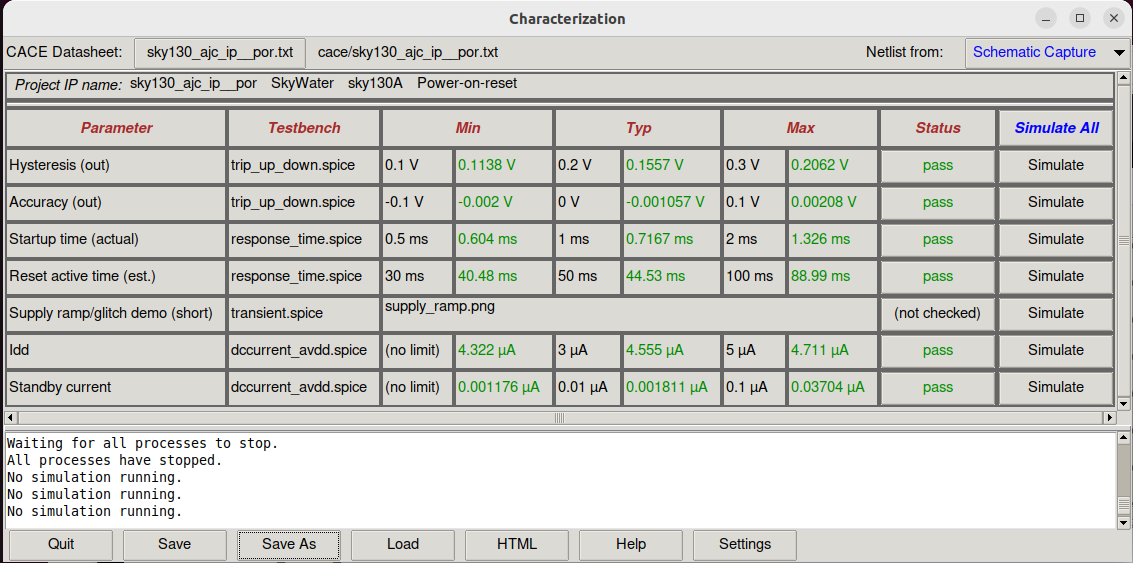 Characterization
CACE Datasheet: sky130_ajc_ip__por.txt cace/sky130_ajc_ip__por.txt Netlist from: Schematic Capture
Project IP name: sky130_ajc_ip__por SkyWater sky130A Power-on-reset
Parameter Testbench Min Typ Max Status Simulate All
Hysteresis (out) trip_up_down.spice 0.1 V 0.1138 V 0.2 V 0.1557 V 0.3 V 0.2062 V pass Simulate
Accuracy (out) trip_up_down.spice -0.1 V -0.002 V 0 V -0.001057 V 0.1 V 0.00208 V pass Simulate
Startup time (actual) response_time.spice 0.5 ms 0.604 ms 1 ms 0.7167 ms 2 ms 1.326 ms pass Simulate
Reset active time (est.) response_time.spice 30 ms 40.48 ms 50 ms 44.53 ms 100 ms 88.99 ms pass Simulate
Supply ramp/glitch demo (short) transient.spice supply_ramp.png (not checked) Simulate
Idd dccurrent_avdd.spice (no limit) 4.322 µA 3 µA 4.555 µA 5 µA 4.711 µA pass Simulate
Standby current dccurrent_avdd.spice (no limit) 0.001176 µA 0.01 µA 0.001811 µA 0.1 µA 0.03704 µA pass Simulate
Waiting for all processes to stop.
All processes have stopped.
No simulation running.
No simulation running.
No simulation running.
Quit Save Save As Load HTML Help Settings